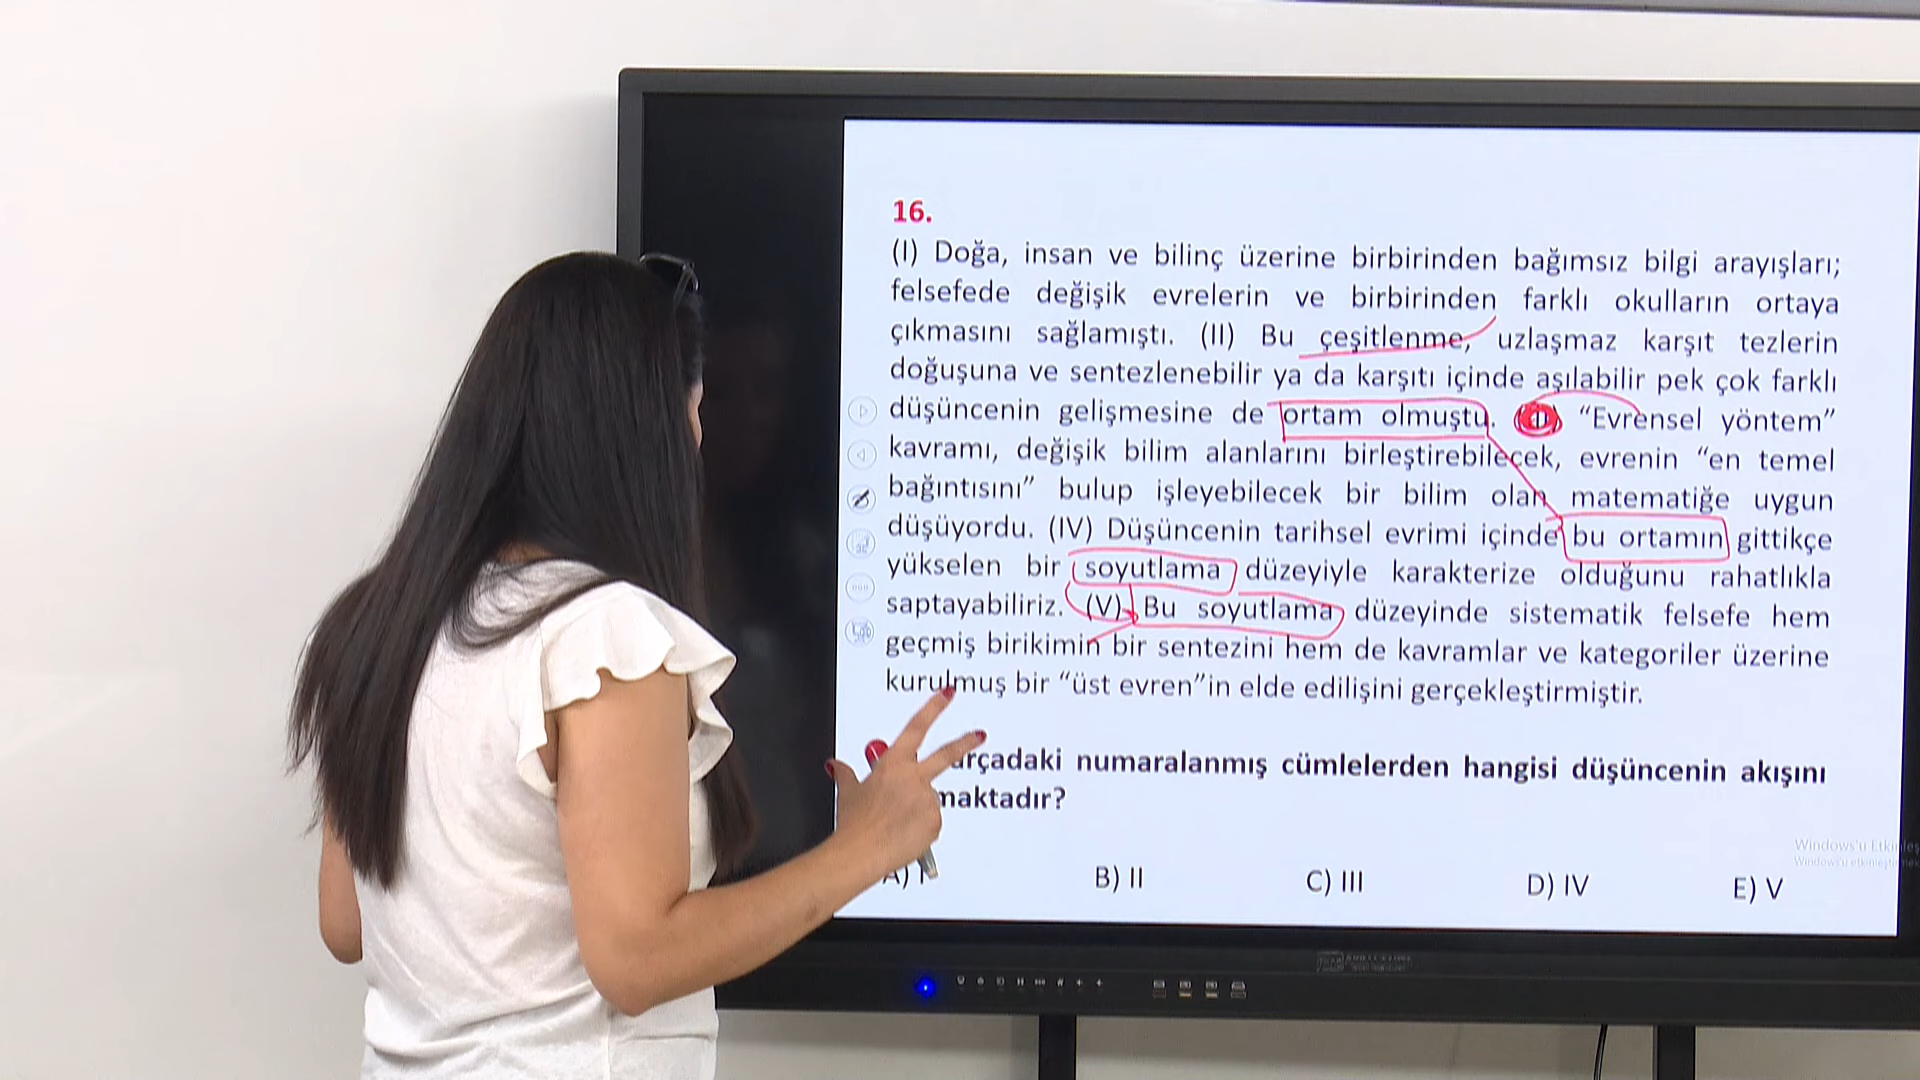 16.
(I) Doğa, insan ve bilinç üzerine birbirinden bağımsız bilgi arayışları;
felsefede değişik evrelerin ve birbirinden farklı okulların ortaya
çıkmasını sağlamıştı. (II) Bu çeşitlenme, uzlaşmaz karşıt tezlerin
doğuşuna ve sentezlenebilir ya da karşıtı içinde aşılabilir pek çok farklı
düşüncenin gelişmesine de ortam olmuştu. “Evrensel yöntem”
kavramı, değişik bilim alanlarını birleştirebilecek, evrenin “en temel
bağıntısını” bulup işleyebilecek bir bilim olan matematiğe uygun
düşüyordu. (IV) Düşüncenin tarihsel evrimi içinde bu ortamın gittikçe
yükselen bir soyutlama düzeyiyle karakterize olduğunu rahatlıkla
saptayabiliriz. (V) Bu soyutlama düzeyinde sistematik felsefe hem
geçmiş birikimin bir sentezini hem de kavramlar ve kategoriler üzerine
kurulmuş bir “üst evren”in elde edilişini gerçekleştirmiştir.
arçadaki numaralanmış cümlelerden hangisi düşüncenin akışını
maktadır?
A) I B) II C) III D) IV E) V
Windows'u Etkinleş